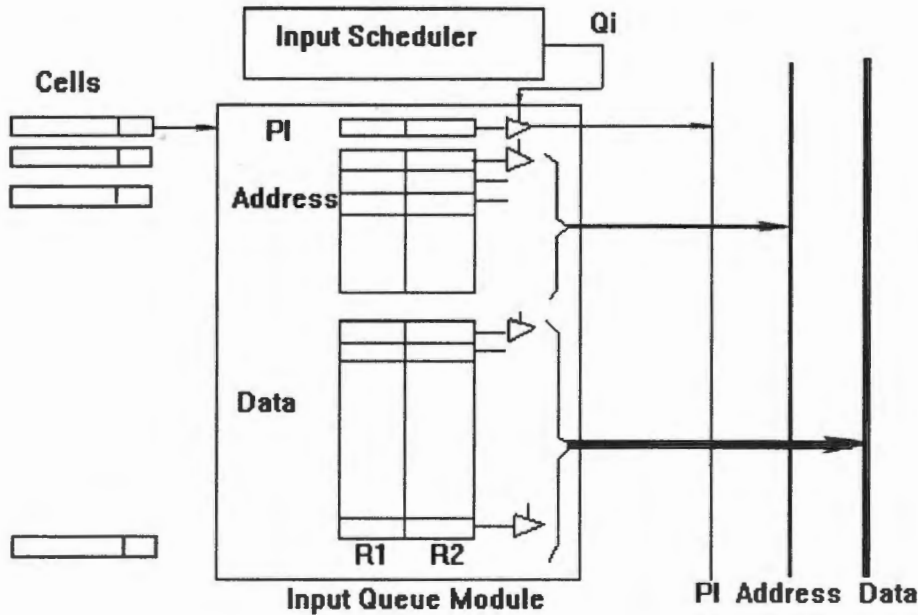 Input Scheduler
Qi
Cells
PI
Address
Data
R1 R2
Input Queue Module
PI Address Data